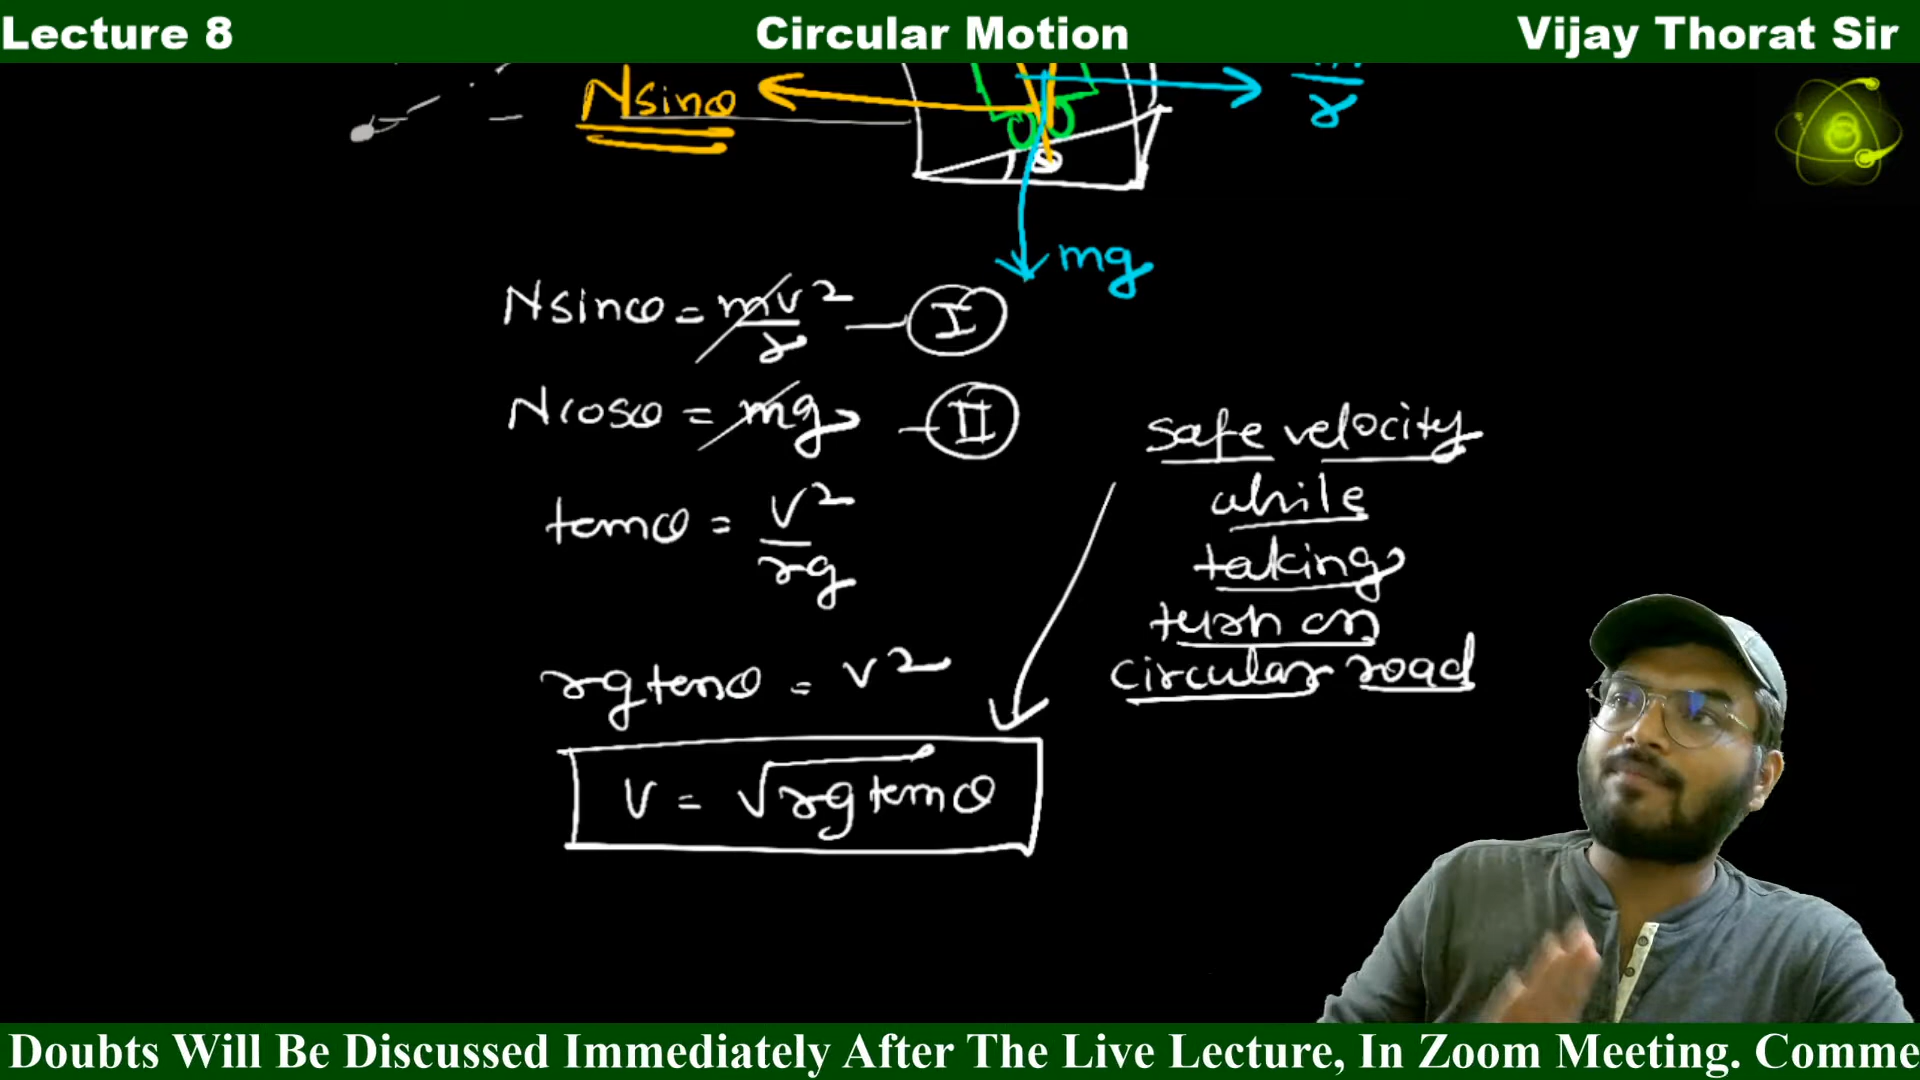 Lecture 8 Circular Motion Vijay Thorat Sir
Nsinθ
r
mg
Nsinθ = mv²/r — I
Ncosθ = mg — II
safe velocity
while
taking
turn on
circular road
tanθ = v²/rg
rg tanθ = v²
V = √rg tanθ
Doubts Will Be Discussed Immediately After The Live Lecture, In Zoom Meeting. Comme